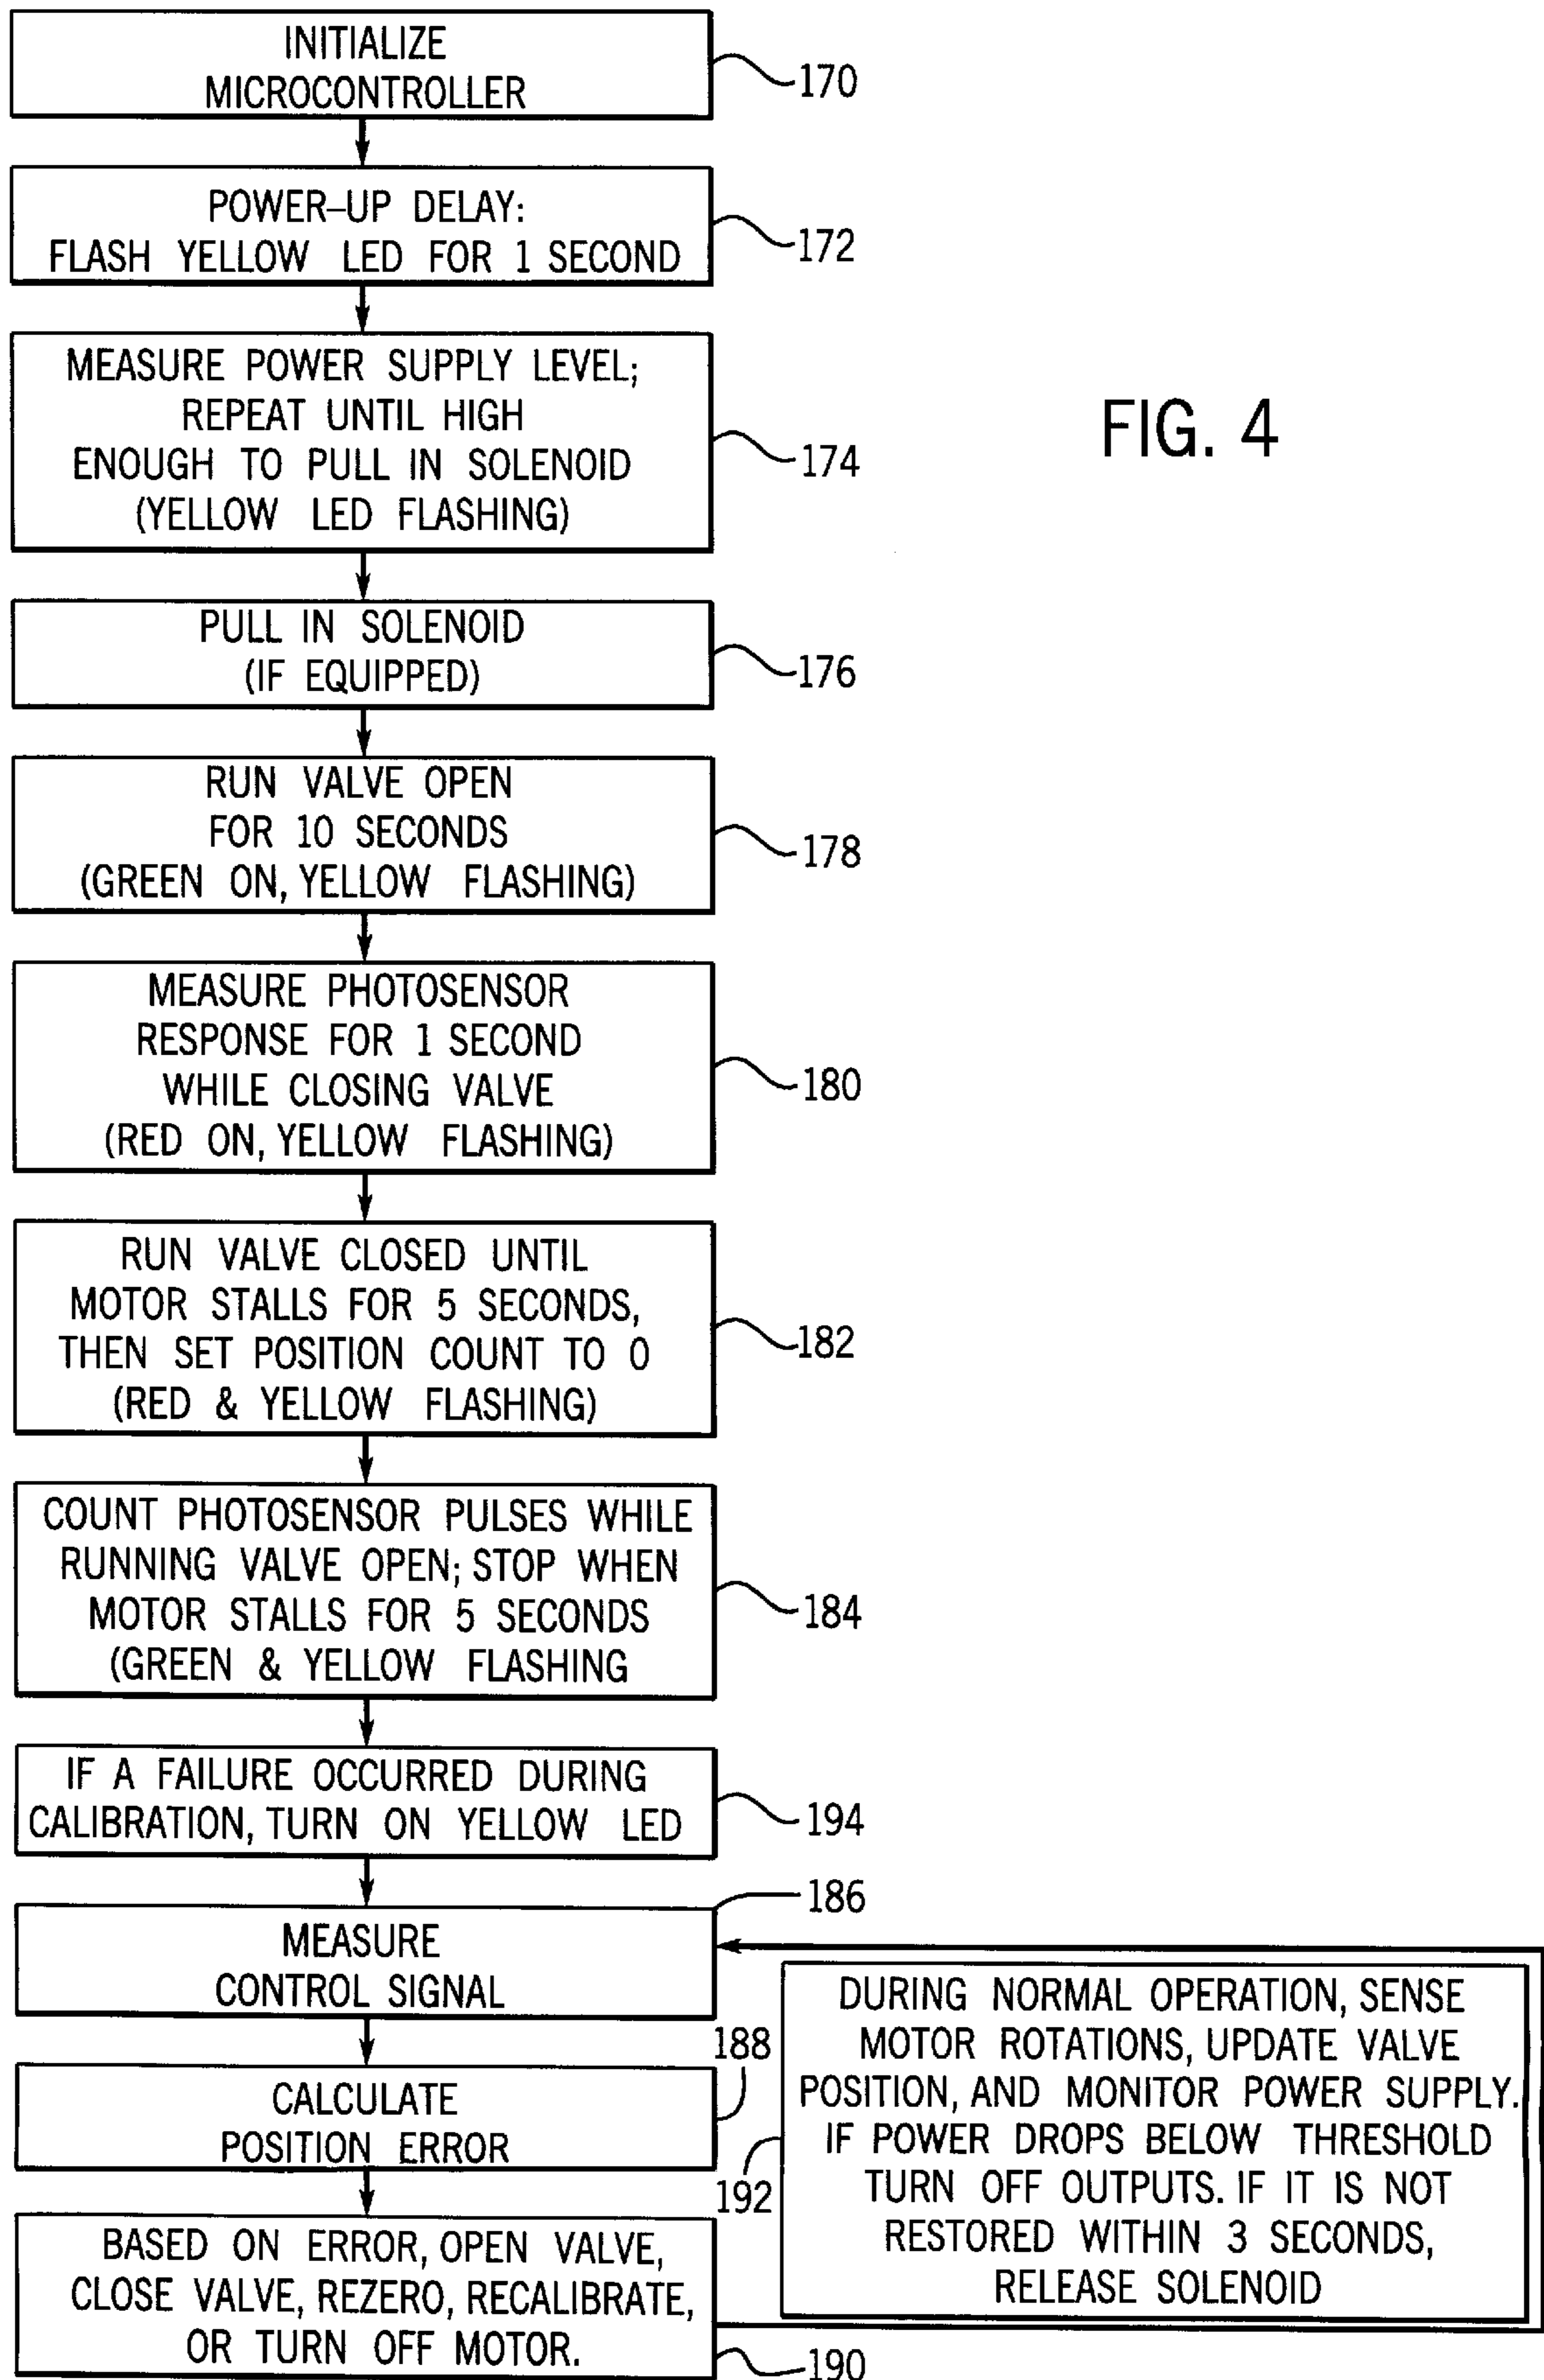 INITIALIZE
MICROCONTROLLER
170
POWER–UP DELAY:
FLASH YELLOW LED FOR 1 SECOND
172
MEASURE POWER SUPPLY LEVEL;
REPEAT UNTIL HIGH
ENOUGH TO PULL IN SOLENOID
(YELLOW LED FLASHING)
174
FIG. 4
PULL IN SOLENOID
(IF EQUIPPED)
176
RUN VALVE OPEN
FOR 10 SECONDS
(GREEN ON, YELLOW FLASHING)
178
MEASURE PHOTOSENSOR
RESPONSE FOR 1 SECOND
WHILE CLOSING VALVE
(RED ON, YELLOW FLASHING)
180
RUN VALVE CLOSED UNTIL
MOTOR STALLS FOR 5 SECONDS,
THEN SET POSITION COUNT TO 0
(RED & YELLOW FLASHING)
182
COUNT PHOTOSENSOR PULSES WHILE
RUNNING VALVE OPEN; STOP WHEN
MOTOR STALLS FOR 5 SECONDS
(GREEN & YELLOW FLASHING
184
IF A FAILURE OCCURRED DURING
CALIBRATION, TURN ON YELLOW LED
194
MEASURE
CONTROL SIGNAL
186
CALCULATE
POSITION ERROR
188
BASED ON ERROR, OPEN VALVE,
CLOSE VALVE, REZERO, RECALIBRATE,
OR TURN OFF MOTOR.
190
DURING NORMAL OPERATION, SENSE
MOTOR ROTATIONS, UPDATE VALVE
POSITION, AND MONITOR POWER SUPPLY.
IF POWER DROPS BELOW THRESHOLD
TURN OFF OUTPUTS. IF IT IS NOT
RESTORED WITHIN 3 SECONDS,
RELEASE SOLENOID
192